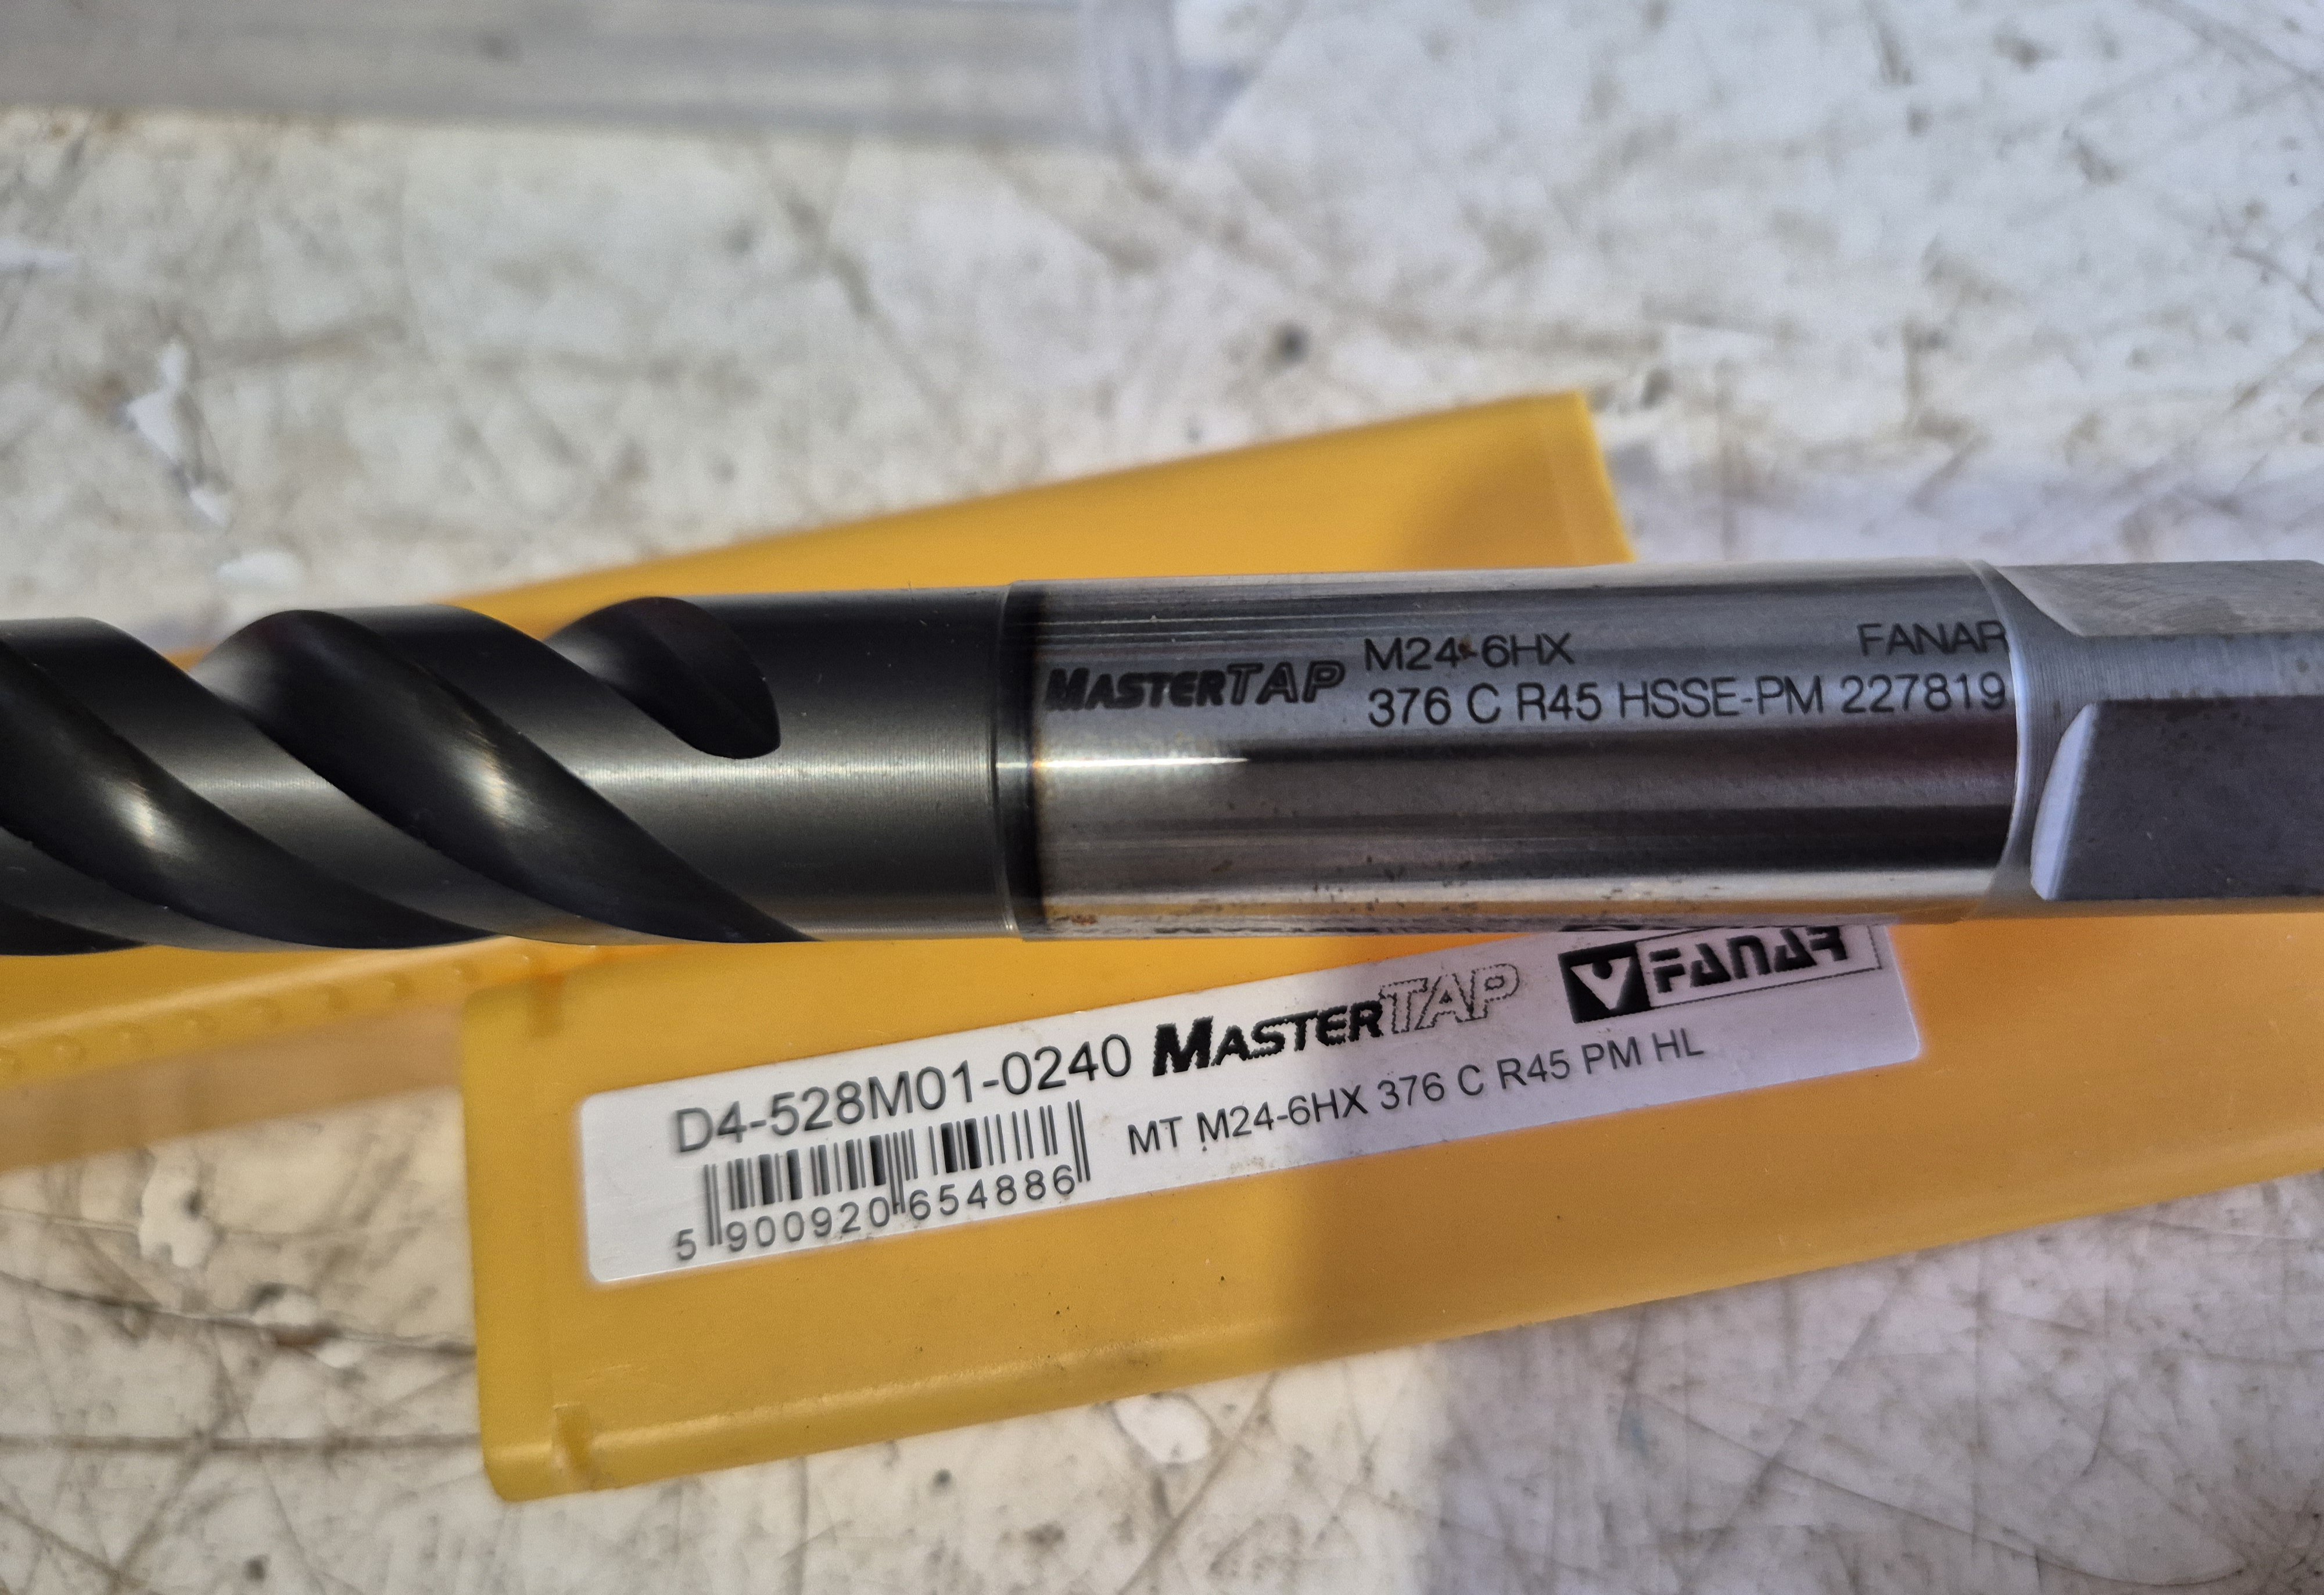 MASTERTAP
M24-6HX FANAR
376 C R45 HSSE-PM 227819
D4-528M01-0240 MASTERTAP FANAR
MT M24-6HX 376 C R45 PM HL
5 900920 654886